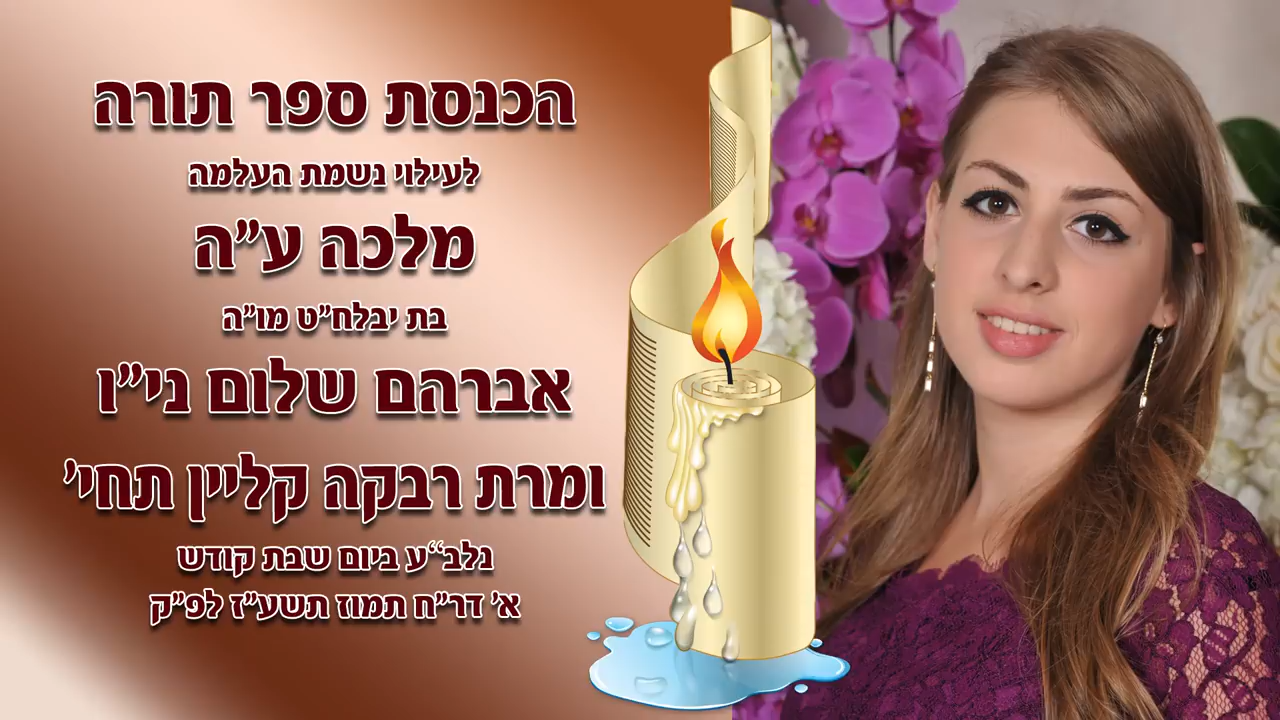 הכנסת ספר תורה
לעילוי נשמת העלמה
מלכה ע"ה
בת יבלח"ט מו"ה
אברהם שלום ני"ו
ומרת רבקה קליין תחי'
נלב"ע ביום שבת קודש
א' דר"ח תמוז תשע"ז לפ"ק